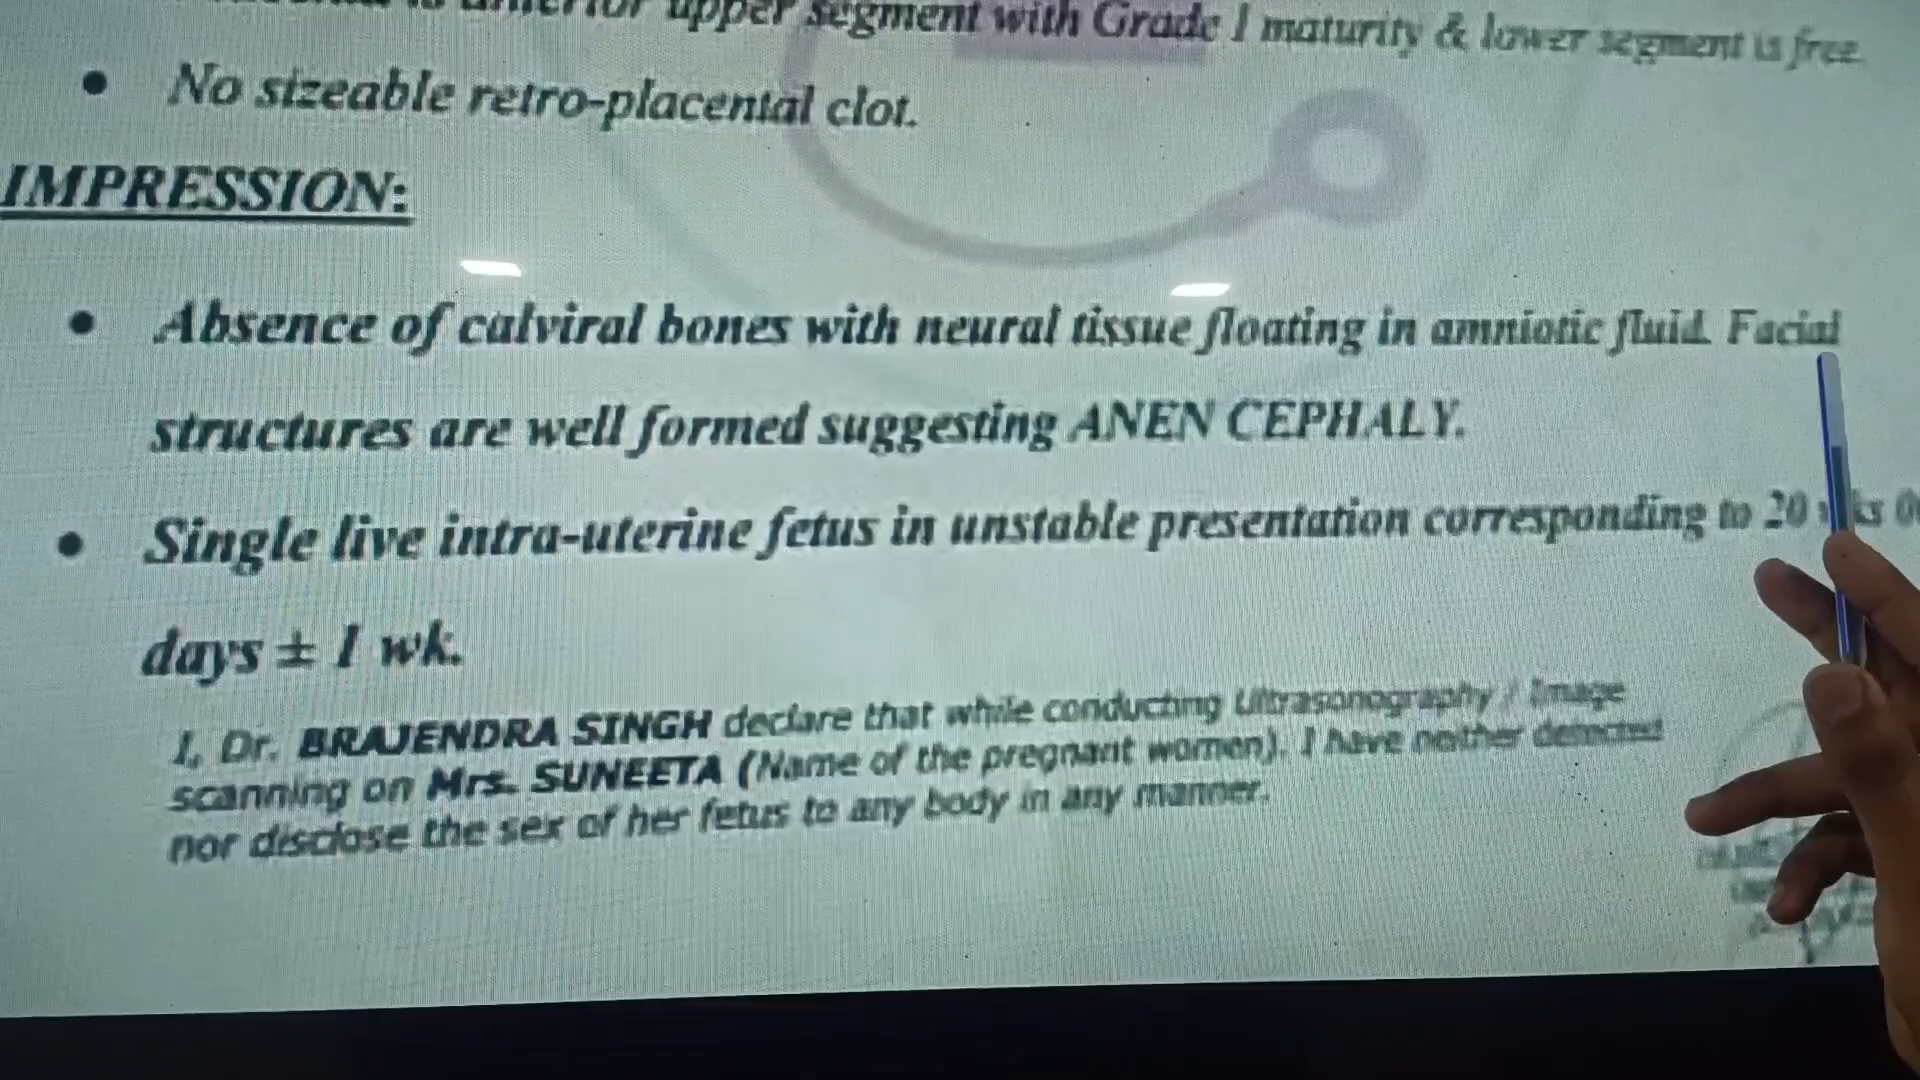 anterior upper segment with Grade I maturity & lower segment is free
• No sizeable retro-placental clot.
IMPRESSION:
• Absence of calviral bones with neural tissue floating in amniotic fluid. Facial
structures are well formed suggesting ANEN CEPHALY.
• Single live intra-uterine fetus in unstable presentation corresponding to 20
days ± 1 wk.
I, Dr. BRAJENDRA SINGH declare that while conducting Ultrasonography / Image
scanning on Mrs. SUNEETA (Name of the pregnant women). I have neither detected
nor disclose the sex of her fetus to any body in any manner.